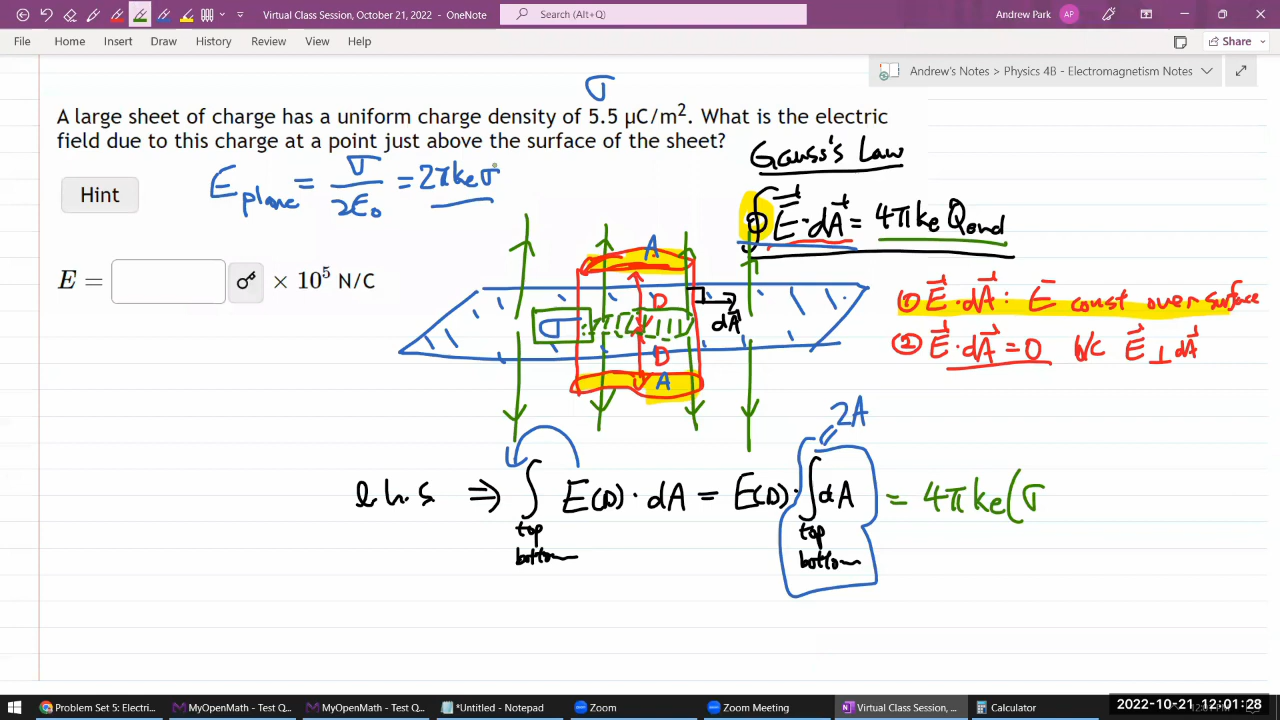 Virtual Class Session, October 21, 2022 - OneNote
Search (Alt+Q)
Andrew Park
AP
File Home Insert Draw History Review View Help
Share
Andrew's Notes > Physics 4B - Electromagnetism Notes
σ
A large sheet of charge has a uniform charge density of 5.5 μC/m². What is the electric
field due to this charge at a point just above the surface of the sheet?
Gauss's Law
Hint
E plane = σ/2ε₀ = 2πkeσ
∮ E⃗·dA⃗ = 4πke Qencl
E = × 10⁵ N/C
A
D
σ
dA⃗
D
A
① E⃗·dA⃗ : E const over surface
② E⃗·dA⃗ = 0 b/c E⃗ ⊥ dA⃗
2A
l.h.s ⇒ ∫ E(D)·dA = E(D)·∫dA = 4πke(σ
top top
bottom bottom
Problem Set 5: Electri... MyOpenMath - Test Q... MyOpenMath - Test Q... *Untitled - Notepad Zoom Zoom Meeting Virtual Class Session,... Calculator
2022-10-21 12:01:28